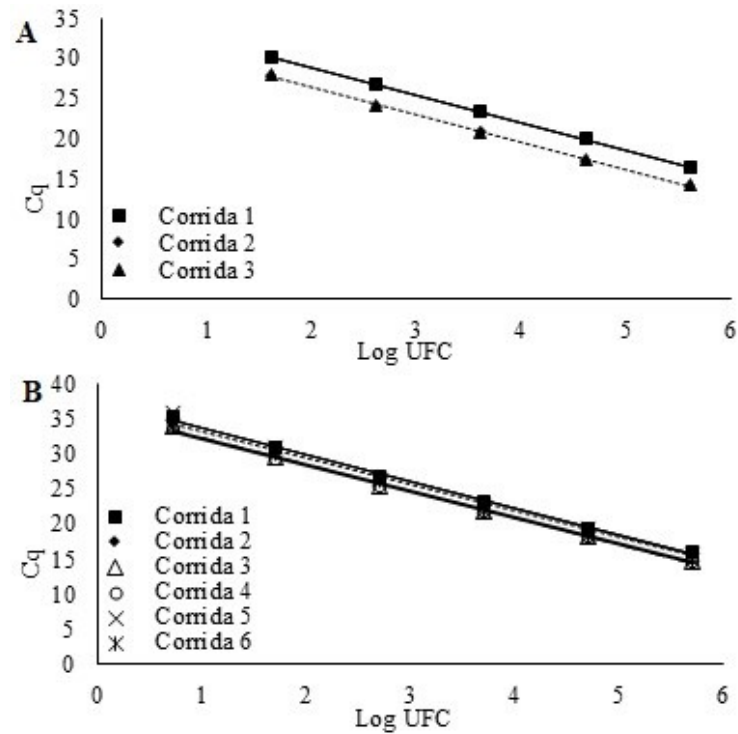 A
35
30
25
20
15
10
5
0
Cq
Corrida 1
Corrida 2
Corrida 3
0 1 2 3 4 5 6
Log UFC
B
40
35
30
25
20
15
10
5
0
Cq
Corrida 1
Corrida 2
Corrida 3
Corrida 4
Corrida 5
Corrida 6
0 1 2 3 4 5 6
Log UFC